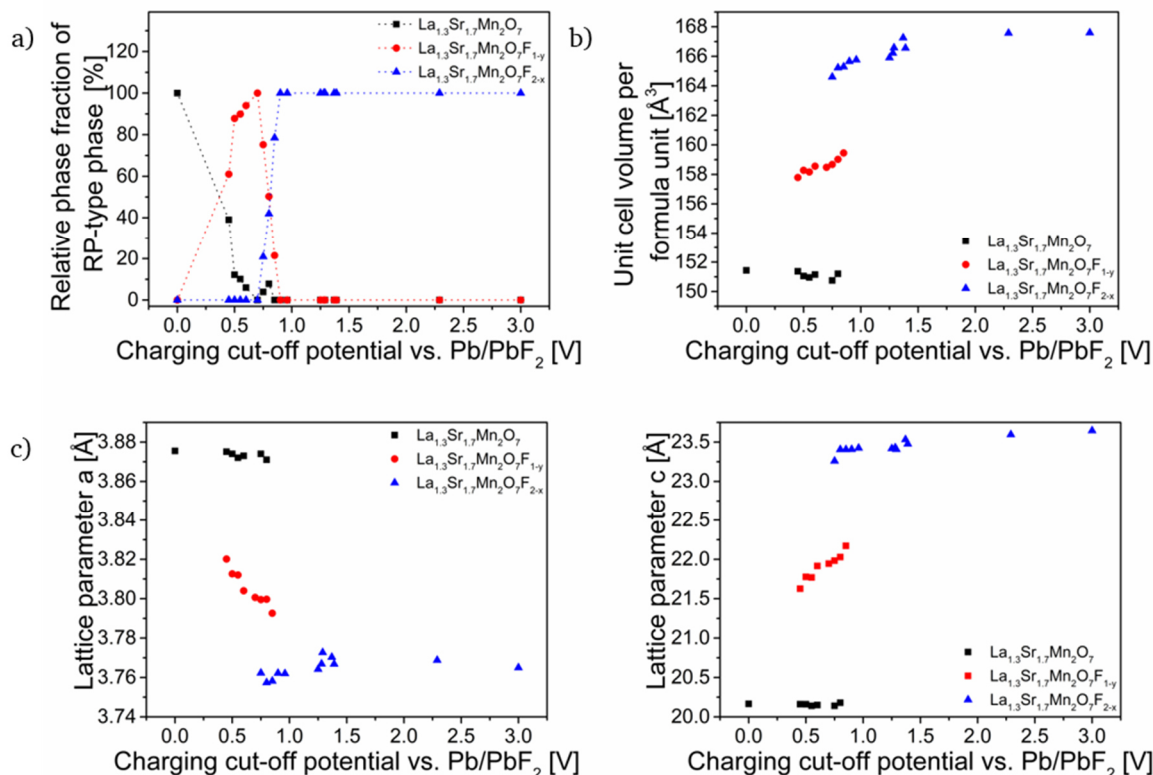 a)
Relative phase fraction of
RP-type phase [%]
120
100
80
60
40
20
0
La1.3Sr1.7Mn2O7
La1.3Sr1.7Mn2O7F1-y
La1.3Sr1.7Mn2O7F2-x
0.0 0.5 1.0 1.5 2.0 2.5 3.0
Charging cut-off potential vs. Pb/PbF2 [V]
b)
Unit cell volume per
formula unit [Å3]
168
166
164
162
160
158
156
154
152
150
La1.3Sr1.7Mn2O7
La1.3Sr1.7Mn2O7F1-y
La1.3Sr1.7Mn2O7F2-x
0.0 0.5 1.0 1.5 2.0 2.5 3.0
Charging cut-off potential vs. Pb/PbF2 [V]
c)
Lattice parameter a [Å]
3.88
3.86
3.84
3.82
3.80
3.78
3.76
3.74
La1.3Sr1.7Mn2O7
La1.3Sr1.7Mn2O7F1-y
La1.3Sr1.7Mn2O7F2-x
0.0 0.5 1.0 1.5 2.0 2.5 3.0
Charging cut-off potential vs. Pb/PbF2 [V]
Lattice parameter c [Å]
23.5
23.0
22.5
22.0
21.5
21.0
20.5
20.0
La1.3Sr1.7Mn2O7
La1.3Sr1.7Mn2O7F1-y
La1.3Sr1.7Mn2O7F2-x
0.0 0.5 1.0 1.5 2.0 2.5 3.0
Charging cut-off potential vs. Pb/PbF2 [V]